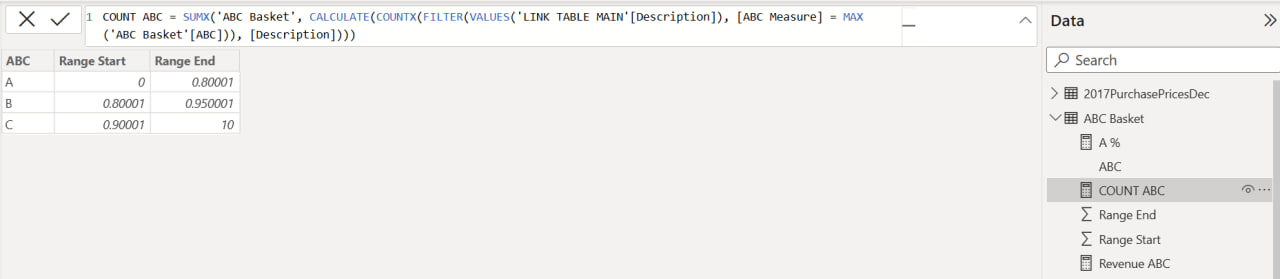 1 COUNT ABC = SUMX('ABC Basket', CALCULATE(COUNTX(FILTER(VALUES('LINK TABLE MAIN'[Description]), [ABC Measure] = MAX
('ABC Basket'[ABC])), [Description])))
ABC Range Start Range End
A 0 0.80001
B 0.80001 0.950001
C 0.90001 10
Data
Search
2017PurchasePricesDec
ABC Basket
A %
ABC
COUNT ABC
Range End
Range Start
Revenue ABC